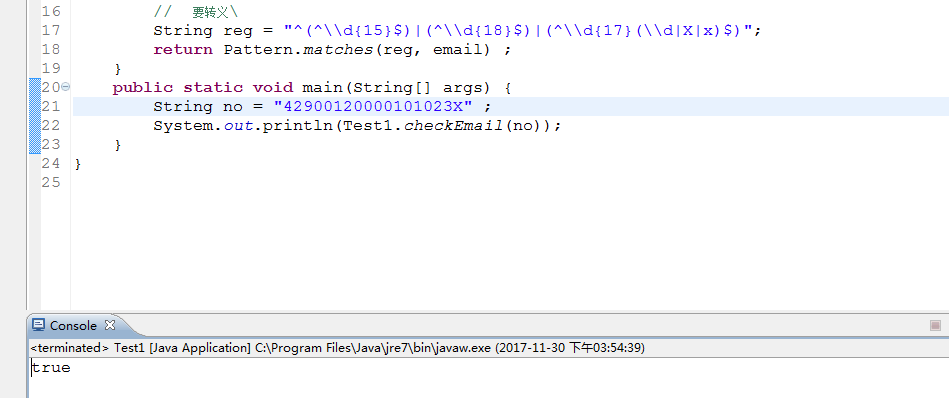 16 //  要转义\
17 String reg = "^(^\\d{15}$)|(^\\d{18}$)|(^\\d{17}(\\d|X|x)$)";
18 return Pattern.matches(reg, email) ;
19 }
20 public static void main(String[] args) {
21 String no = "42900120000101023X" ;
22 System.out.println(Test1.checkEmail(no));
23 }
24 }
25
Console
<terminated> Test1 [Java Application] C:\Program Files\Java\jre7\bin\javaw.exe (2017-11-30 下午03:54:39)
true